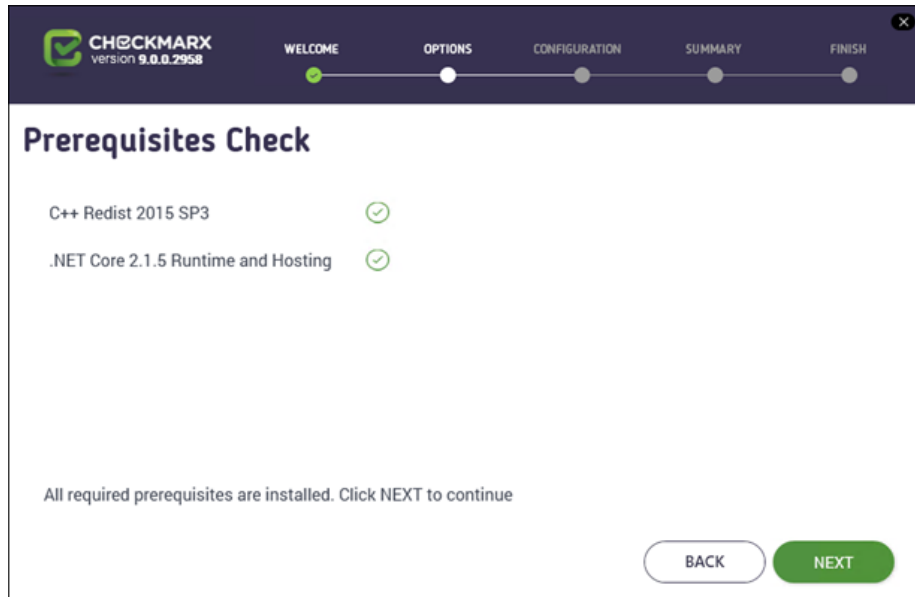 CHECKMARX
version 9.0.0.2958
WELCOME
OPTIONS
CONFIGURATION
SUMMARY
FINISH
Prerequisites Check
C++ Redist 2015 SP3
.NET Core 2.1.5 Runtime and Hosting
All required prerequisites are installed. Click NEXT to continue
BACK
NEXT